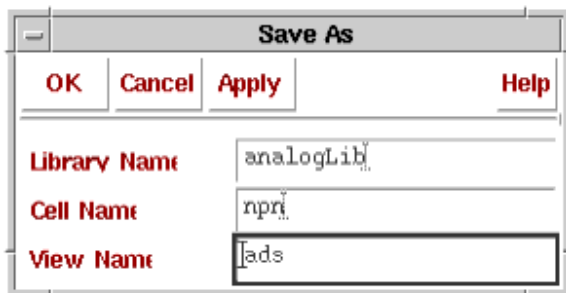 Save As
OK Cancel Apply Help
Library Name analogLib
Cell Name npn
View Name ads